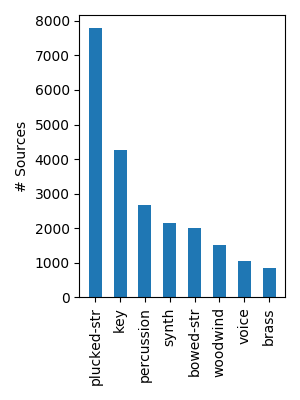 8000
7000
6000
5000
4000
3000
2000
1000
0
# Sources
plucked-str
key
percussion
synth
bowed-str
woodwind
voice
brass